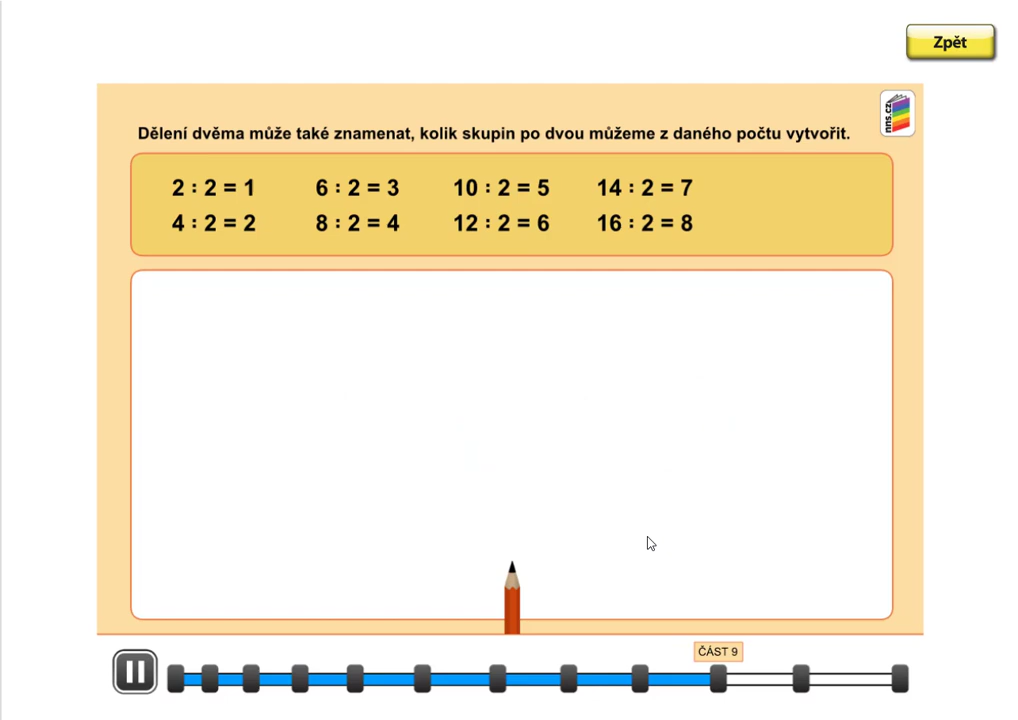 Zpět
nns.cz
Dělení dvěma může také znamenat, kolik skupin po dvou můžeme z daného počtu vytvořit.
2 : 2 = 1 6 : 2 = 3 10 : 2 = 5 14 : 2 = 7
4 : 2 = 2 8 : 2 = 4 12 : 2 = 6 16 : 2 = 8
ČÁST 9